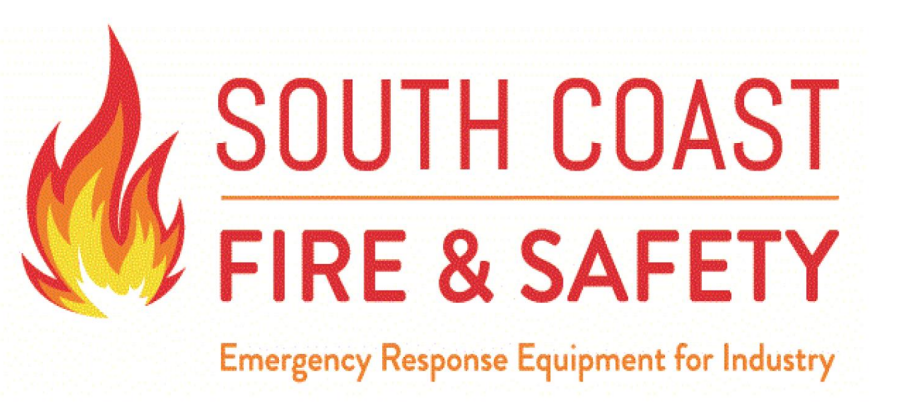 SOUTH COAST
FIRE & SAFETY
Emergency Response Equipment for Industry